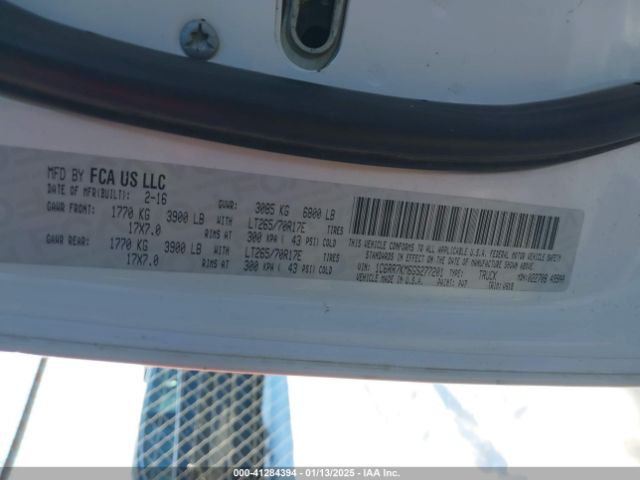 MFD BY FCA US LLC
DATE OF MFR(BUILT): 2-16
GVWR: 3085 KG 6800 LB
GAWR FRONT: 1770 KG 3900 LB WITH LT265/70R17E TIRES
17X7.0 RIMS AT 300 KPA ( 43 PSI) COLD
GAWR REAR: 1770 KG 3900 LB WITH LT265/70R17E TIRES
17X7.0 RIMS AT 300 KPA ( 43 PSI) COLD
THIS VEHICLE CONFORMS TO ALL APPLICABLE U.S.A. FEDERAL MOTOR VEHICLE SAFETY
STANDARDS IN EFFECT ON THE DATE OF MANUFACTURE SHOWN ABOVE.
VIN: TYPE: TRUCK
VEHICLE MADE IN U.S.A. PAINT: PW7
000-41284394 - 01/13/2025 - IAA Inc.